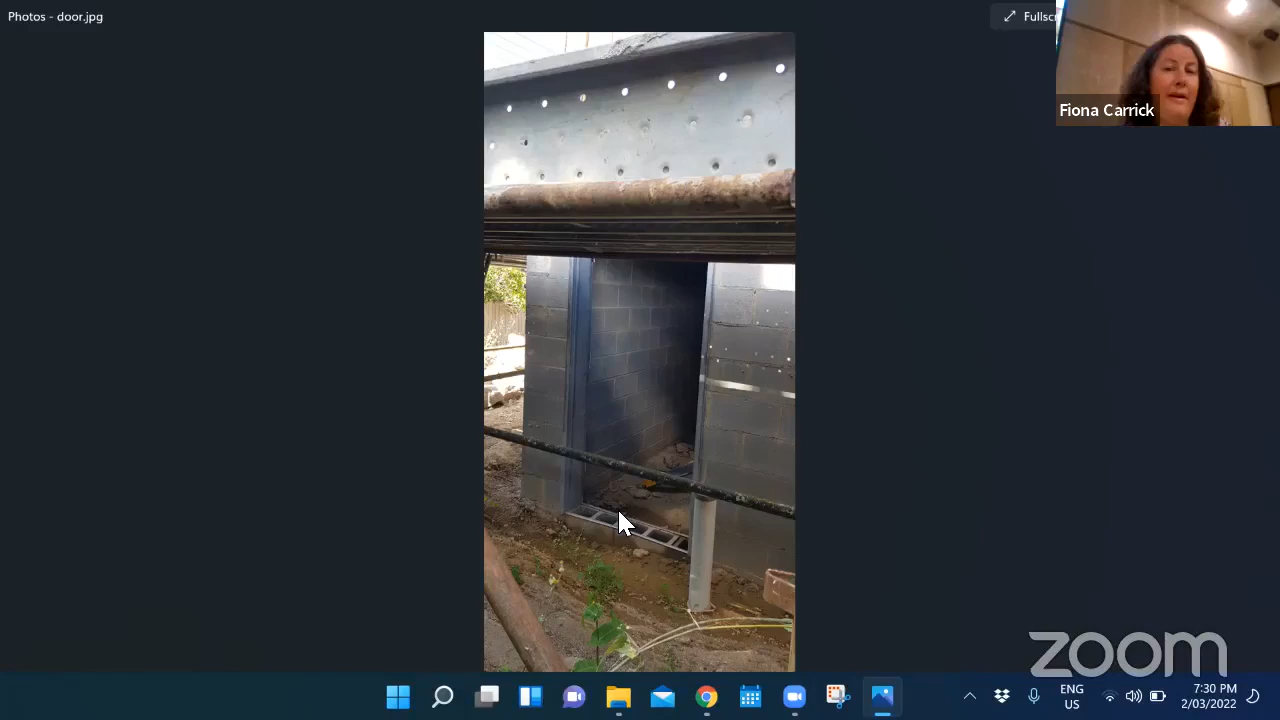 Photos - door.jpg
Fullscr
Fiona Carrick
zoom
ENG
US
7:30 PM
2/03/2022